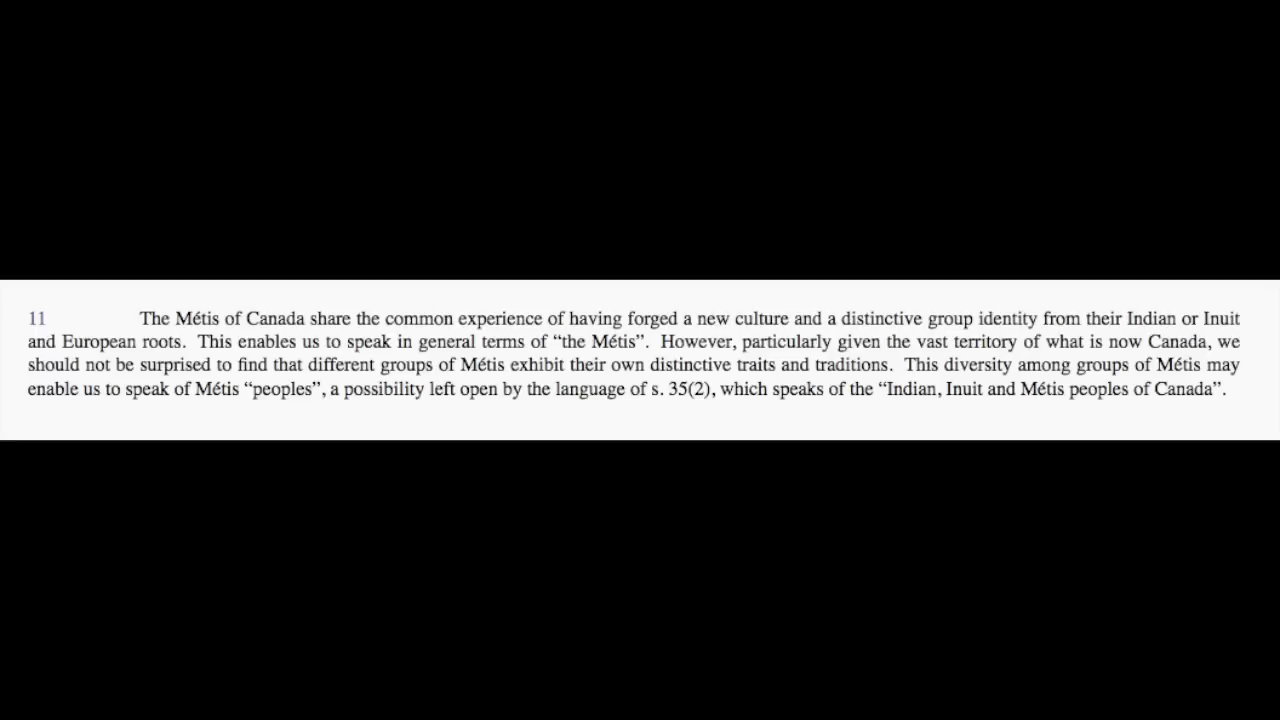 11 The Métis of Canada share the common experience of having forged a new culture and a distinctive group identity from their Indian or Inuit
and European roots.  This enables us to speak in general terms of “the Métis”.  However, particularly given the vast territory of what is now Canada, we
should not be surprised to find that different groups of Métis exhibit their own distinctive traits and traditions.  This diversity among groups of Métis may
enable us to speak of Métis “peoples”, a possibility left open by the language of s. 35(2), which speaks of the “Indian, Inuit and Métis peoples of Canada”.